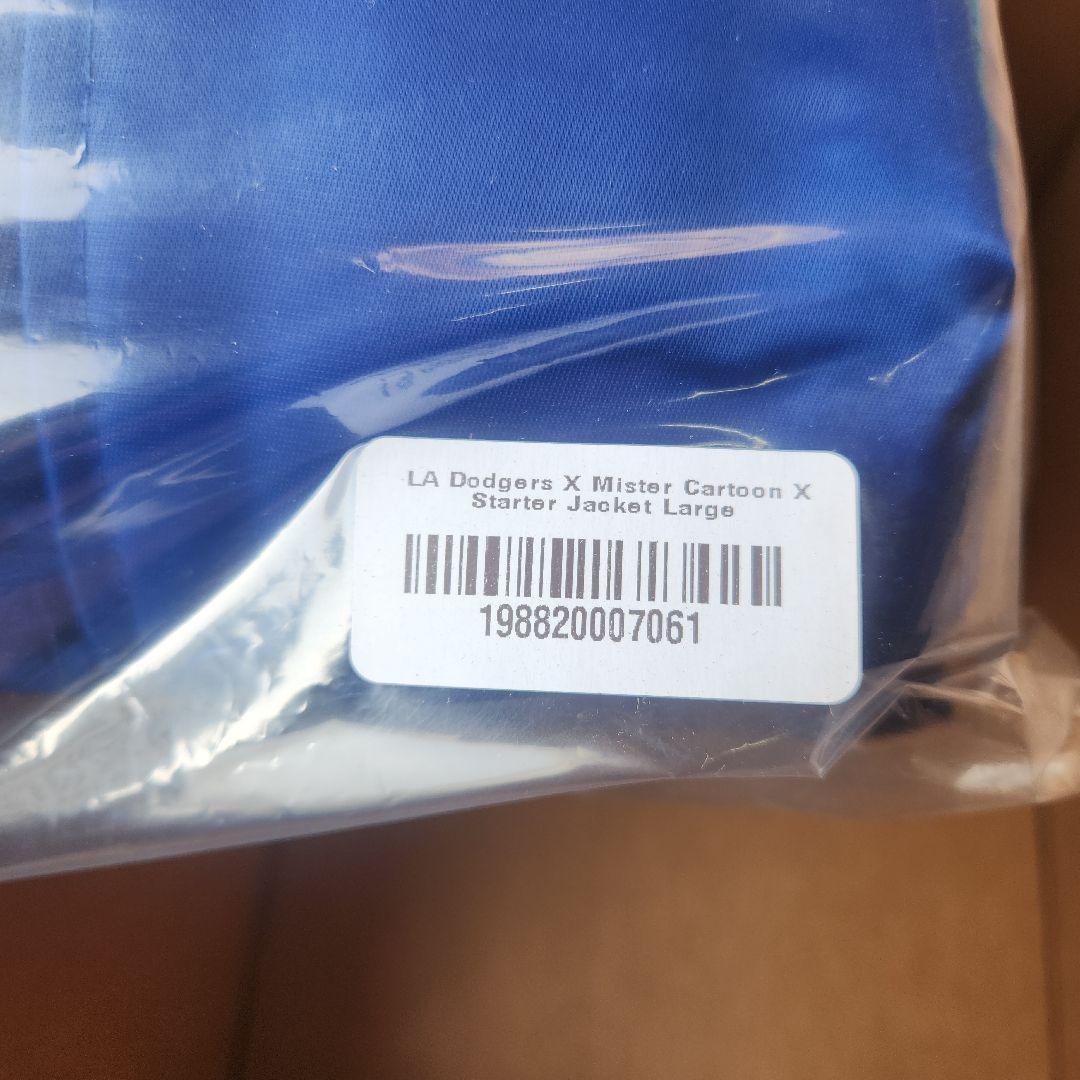 LA Dodgers X Mister Cartoon X
Starter Jacket Large
198820007061